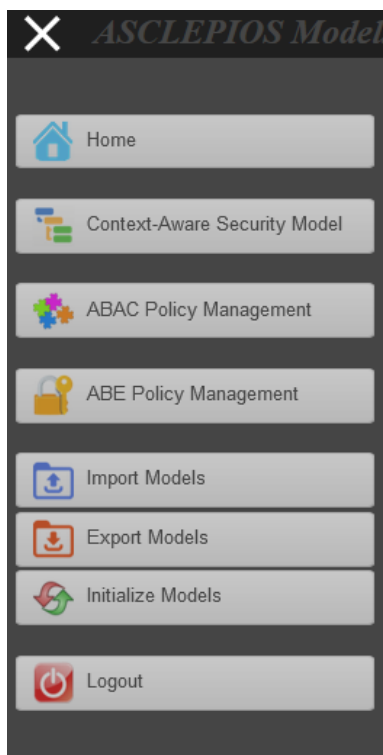 ASCLEPIOS Model
Home
Context-Aware Security Model
ABAC Policy Management
ABE Policy Management
Import Models
Export Models
Initialize Models
Logout